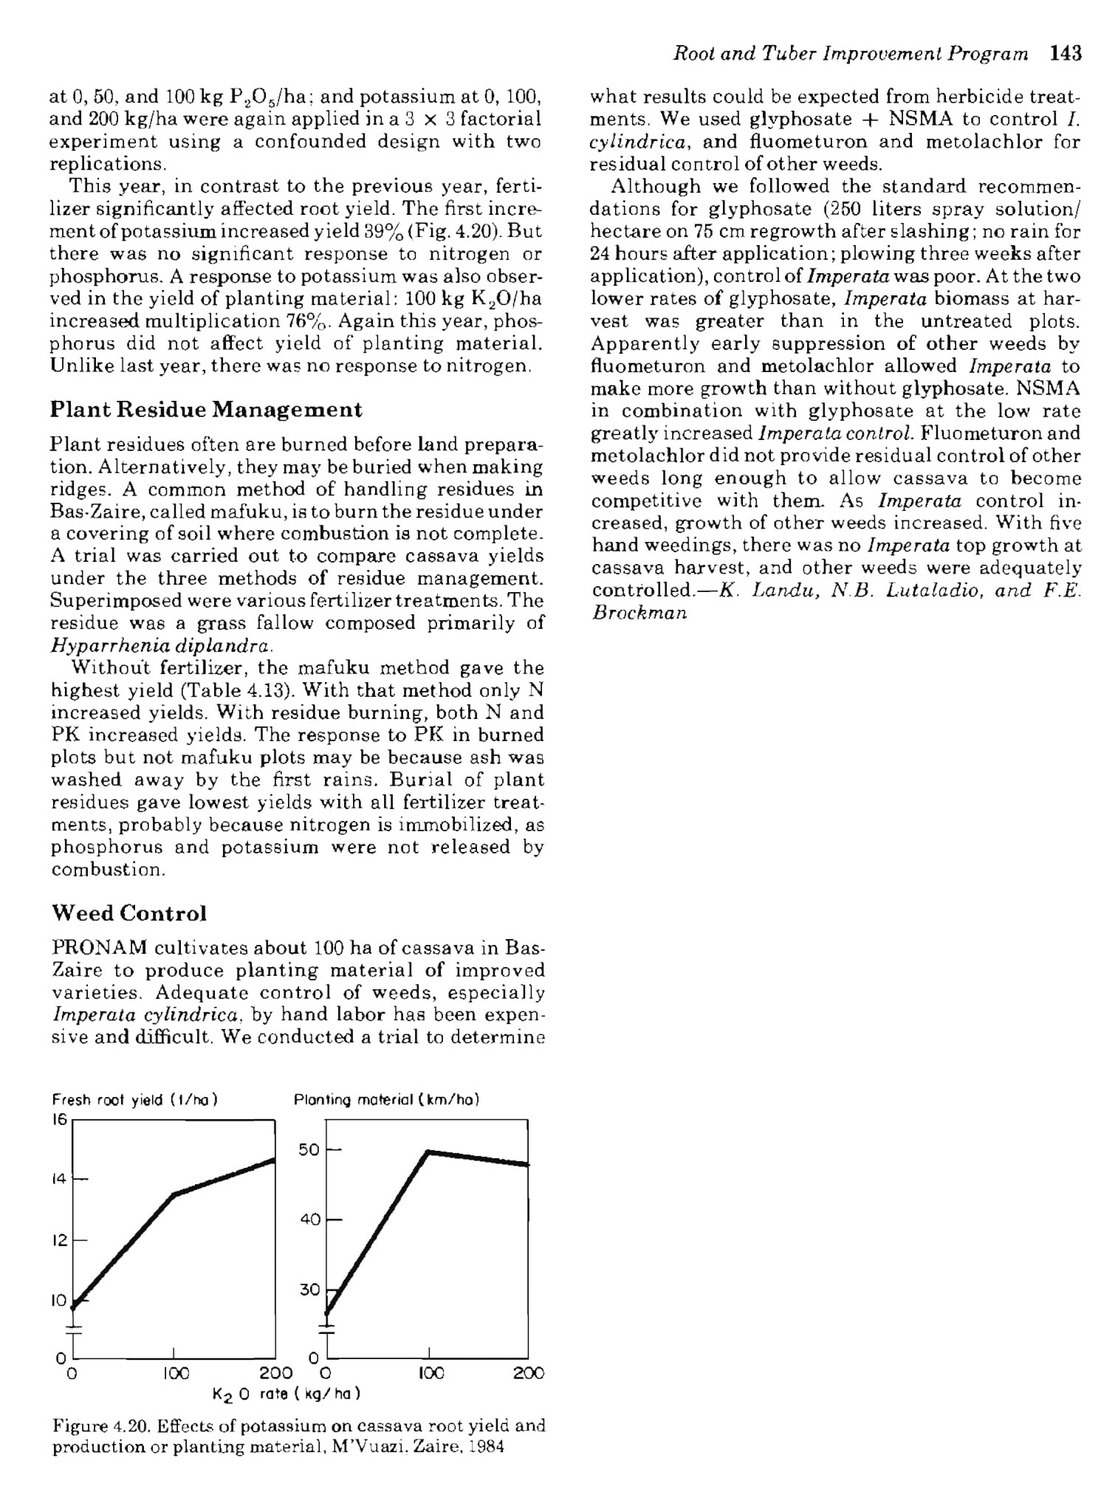 Root and Tuber Improvement Program 143
at 0, 50, and 100 kg P₂O₅/ha; and potassium at 0, 100,
and 200 kg/ha were again applied in a 3 × 3 factorial
experiment using a confounded design with two
replications.
This year, in contrast to the previous year, ferti-
lizer significantly affected root yield. The first incre-
ment of potassium increased yield 39% (Fig. 4.20). But
there was no significant response to nitrogen or
phosphorus. A response to potassium was also obser-
ved in the yield of planting material: 100 kg K₂O/ha
increased multiplication 76%. Again this year, phos-
phorus did not affect yield of planting material.
Unlike last year, there was no response to nitrogen.
Plant Residue Management
Plant residues often are burned before land prepara-
tion. Alternatively, they may be buried when making
ridges. A common method of handling residues in
Bas-Zaire, called mafuku, is to burn the residue under
a covering of soil where combustion is not complete.
A trial was carried out to compare cassava yields
under the three methods of residue management.
Superimposed were various fertilizer treatments. The
residue was a grass fallow composed primarily of
Hyparrhenia diplandra.
Without fertilizer, the mafuku method gave the
highest yield (Table 4.13). With that method only N
increased yields. With residue burning, both N and
PK increased yields. The response to PK in burned
plots but not mafuku plots may be because ash was
washed away by the first rains. Burial of plant
residues gave lowest yields with all fertilizer treat-
ments, probably because nitrogen is immobilized, as
phosphorus and potassium were not released by
combustion.
Weed Control
PRONAM cultivates about 100 ha of cassava in Bas-
Zaire to produce planting material of improved
varieties. Adequate control of weeds, especially
Imperata cylindrica, by hand labor has been expen-
sive and difficult. We conducted a trial to determine
Fresh root yield (t/ha)
16
14
12
10
0
0 100 200
Planting material (km/ha)
50
40
30
0
0 100 200
K₂O rate (kg/ha)
Figure 4.20. Effects of potassium on cassava root yield and
production or planting material, M'Vuazi, Zaire, 1984
what results could be expected from herbicide treat-
ments. We used glyphosate + NSMA to control I.
cylindrica, and fluometuron and metolachlor for
residual control of other weeds.
Although we followed the standard recommen-
dations for glyphosate (250 liters spray solution/
hectare on 75 cm regrowth after slashing; no rain for
24 hours after application; plowing three weeks after
application), control of Imperata was poor. At the two
lower rates of glyphosate, Imperata biomass at har-
vest was greater than in the untreated plots.
Apparently early suppression of other weeds by
fluometuron and metolachlor allowed Imperata to
make more growth than without glyphosate. NSMA
in combination with glyphosate at the low rate
greatly increased Imperata control. Fluometuron and
metolachlor did not provide residual control of other
weeds long enough to allow cassava to become
competitive with them. As Imperata control in-
creased, growth of other weeds increased. With five
hand weedings, there was no Imperata top growth at
cassava harvest, and other weeds were adequately
controlled.—K. Landu, N.B. Lutaladio, and F.E.
Brockman